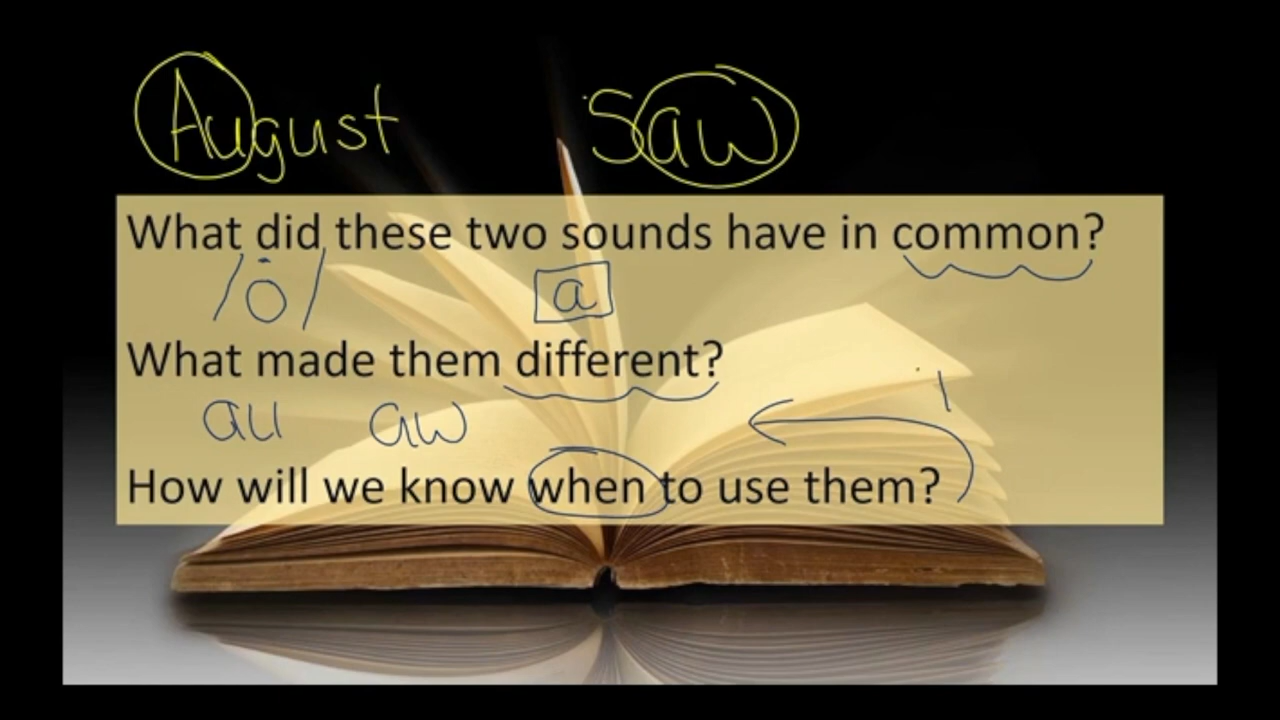 August saw
What did these two sounds have in common?
/ȯ/ a
What made them different?
au aw
How will we know when to use them?